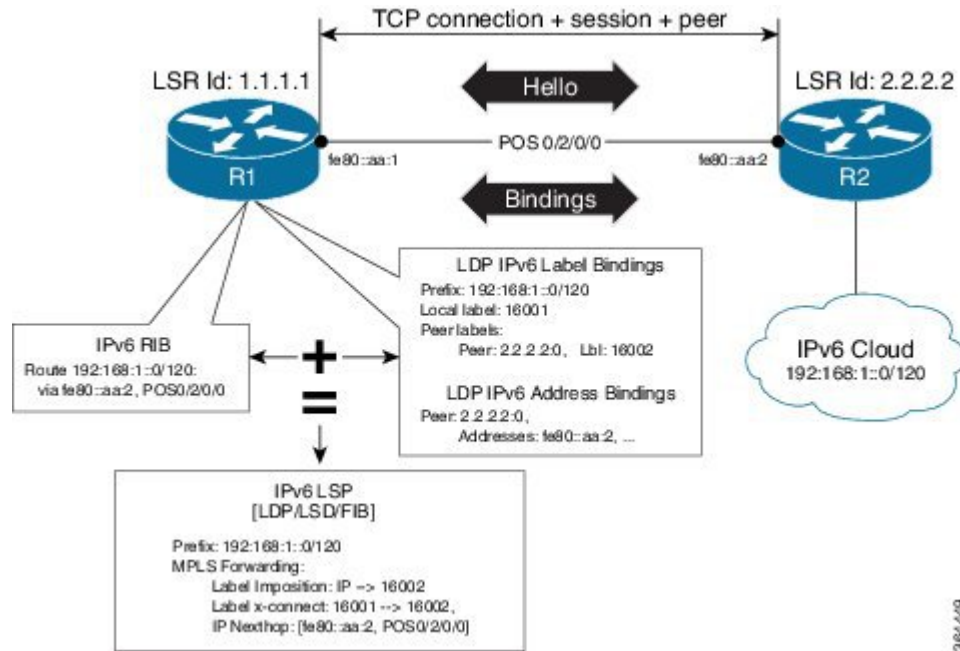 TCP connection + session + peer
LSR Id: 1.1.1.1
LSR Id: 2.2.2.2
Hello
POS 0/2/0/0
fe80::aa:1
fe80::aa:2
R1
R2
Bindings
LDP IPv6 Label Bindings
Prefix: 192:168:1::0/120
Local label: 16001
Peer labels:
Peer: 2.2.2.2:0, Lbl: 16002
LDP IPv6 Address Bindings
Peer: 2.2.2.2:0,
Addresses: fe80::aa:2, ...
IPv6 RIB
Route 192:168:1::0/120:
via fe80::aa:2, POS0/2/0/0
+
=
IPv6 Cloud
192:168:1::0/120
IPv6 LSP
[LDP/LSD/FIB]
Prefix: 192:168:1::0/120
MPLS Forwarding:
Label Imposition: IP --> 16002
Label x-connect: 16001 --> 16002,
IP Nexthop: [fe80::aa:2, POS0/2/0/0]